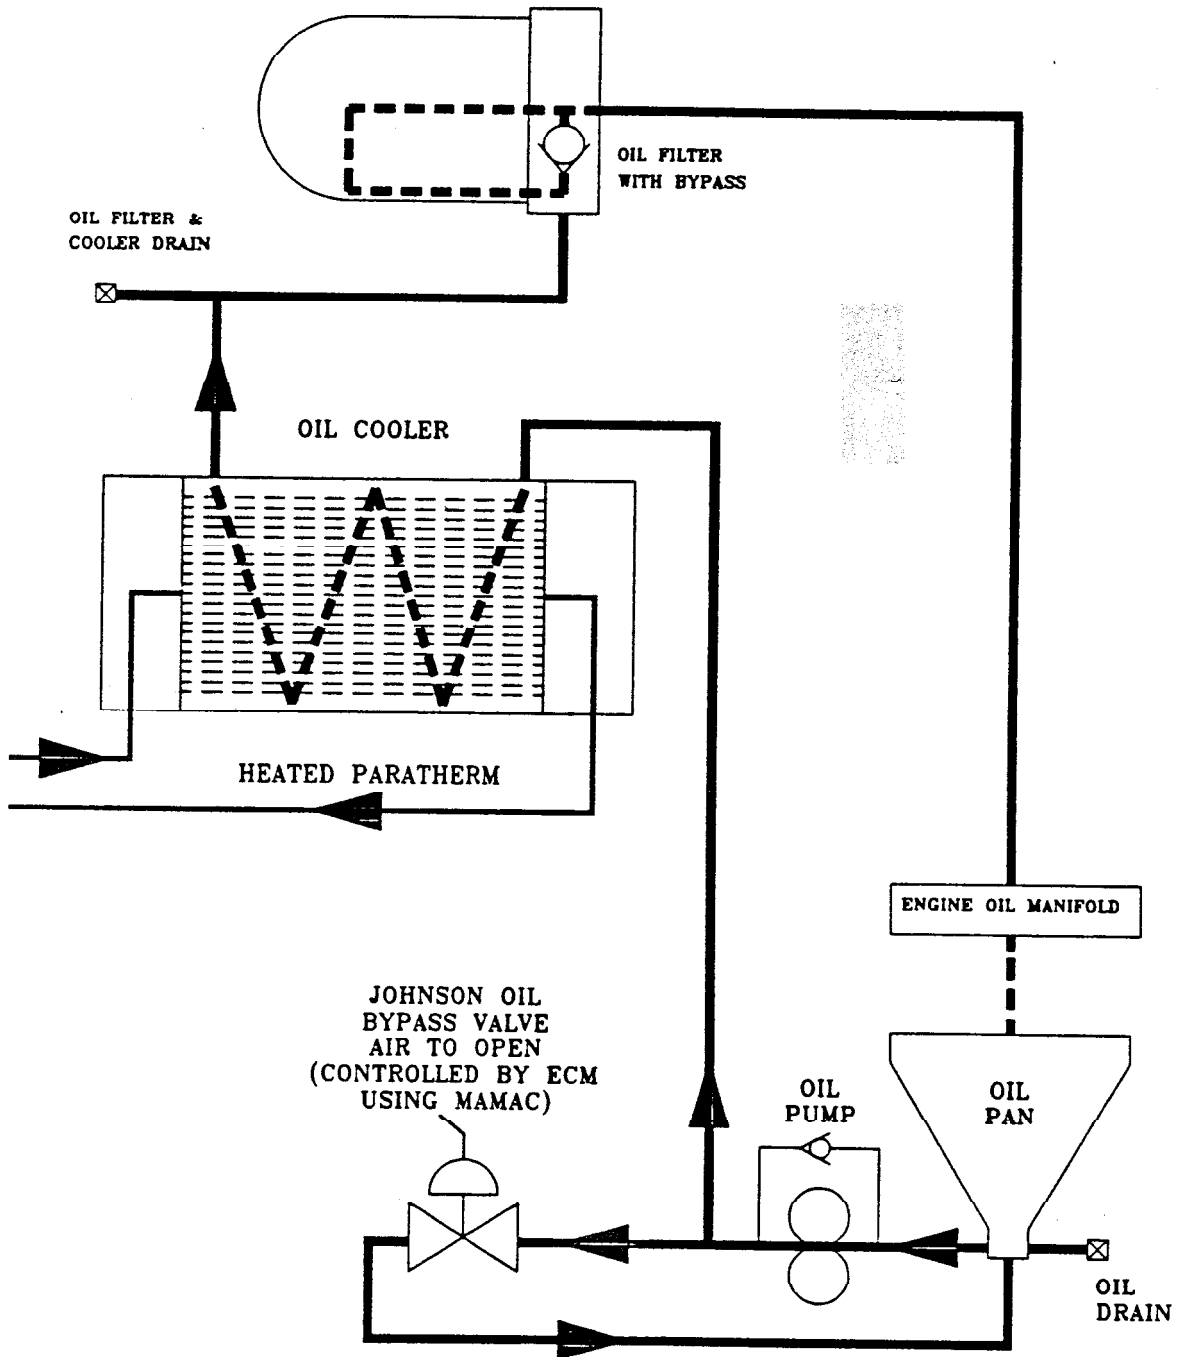 OIL FILTER
WITH BYPASS
OIL FILTER &
COOLER DRAIN
OIL COOLER
HEATED PARATHERM
ENGINE OIL MANIFOLD
JOHNSON OIL
BYPASS VALVE
AIR TO OPEN
(CONTROLLED BY ECM
USING MAMAC)
OIL
PUMP
OIL
PAN
OIL
DRAIN